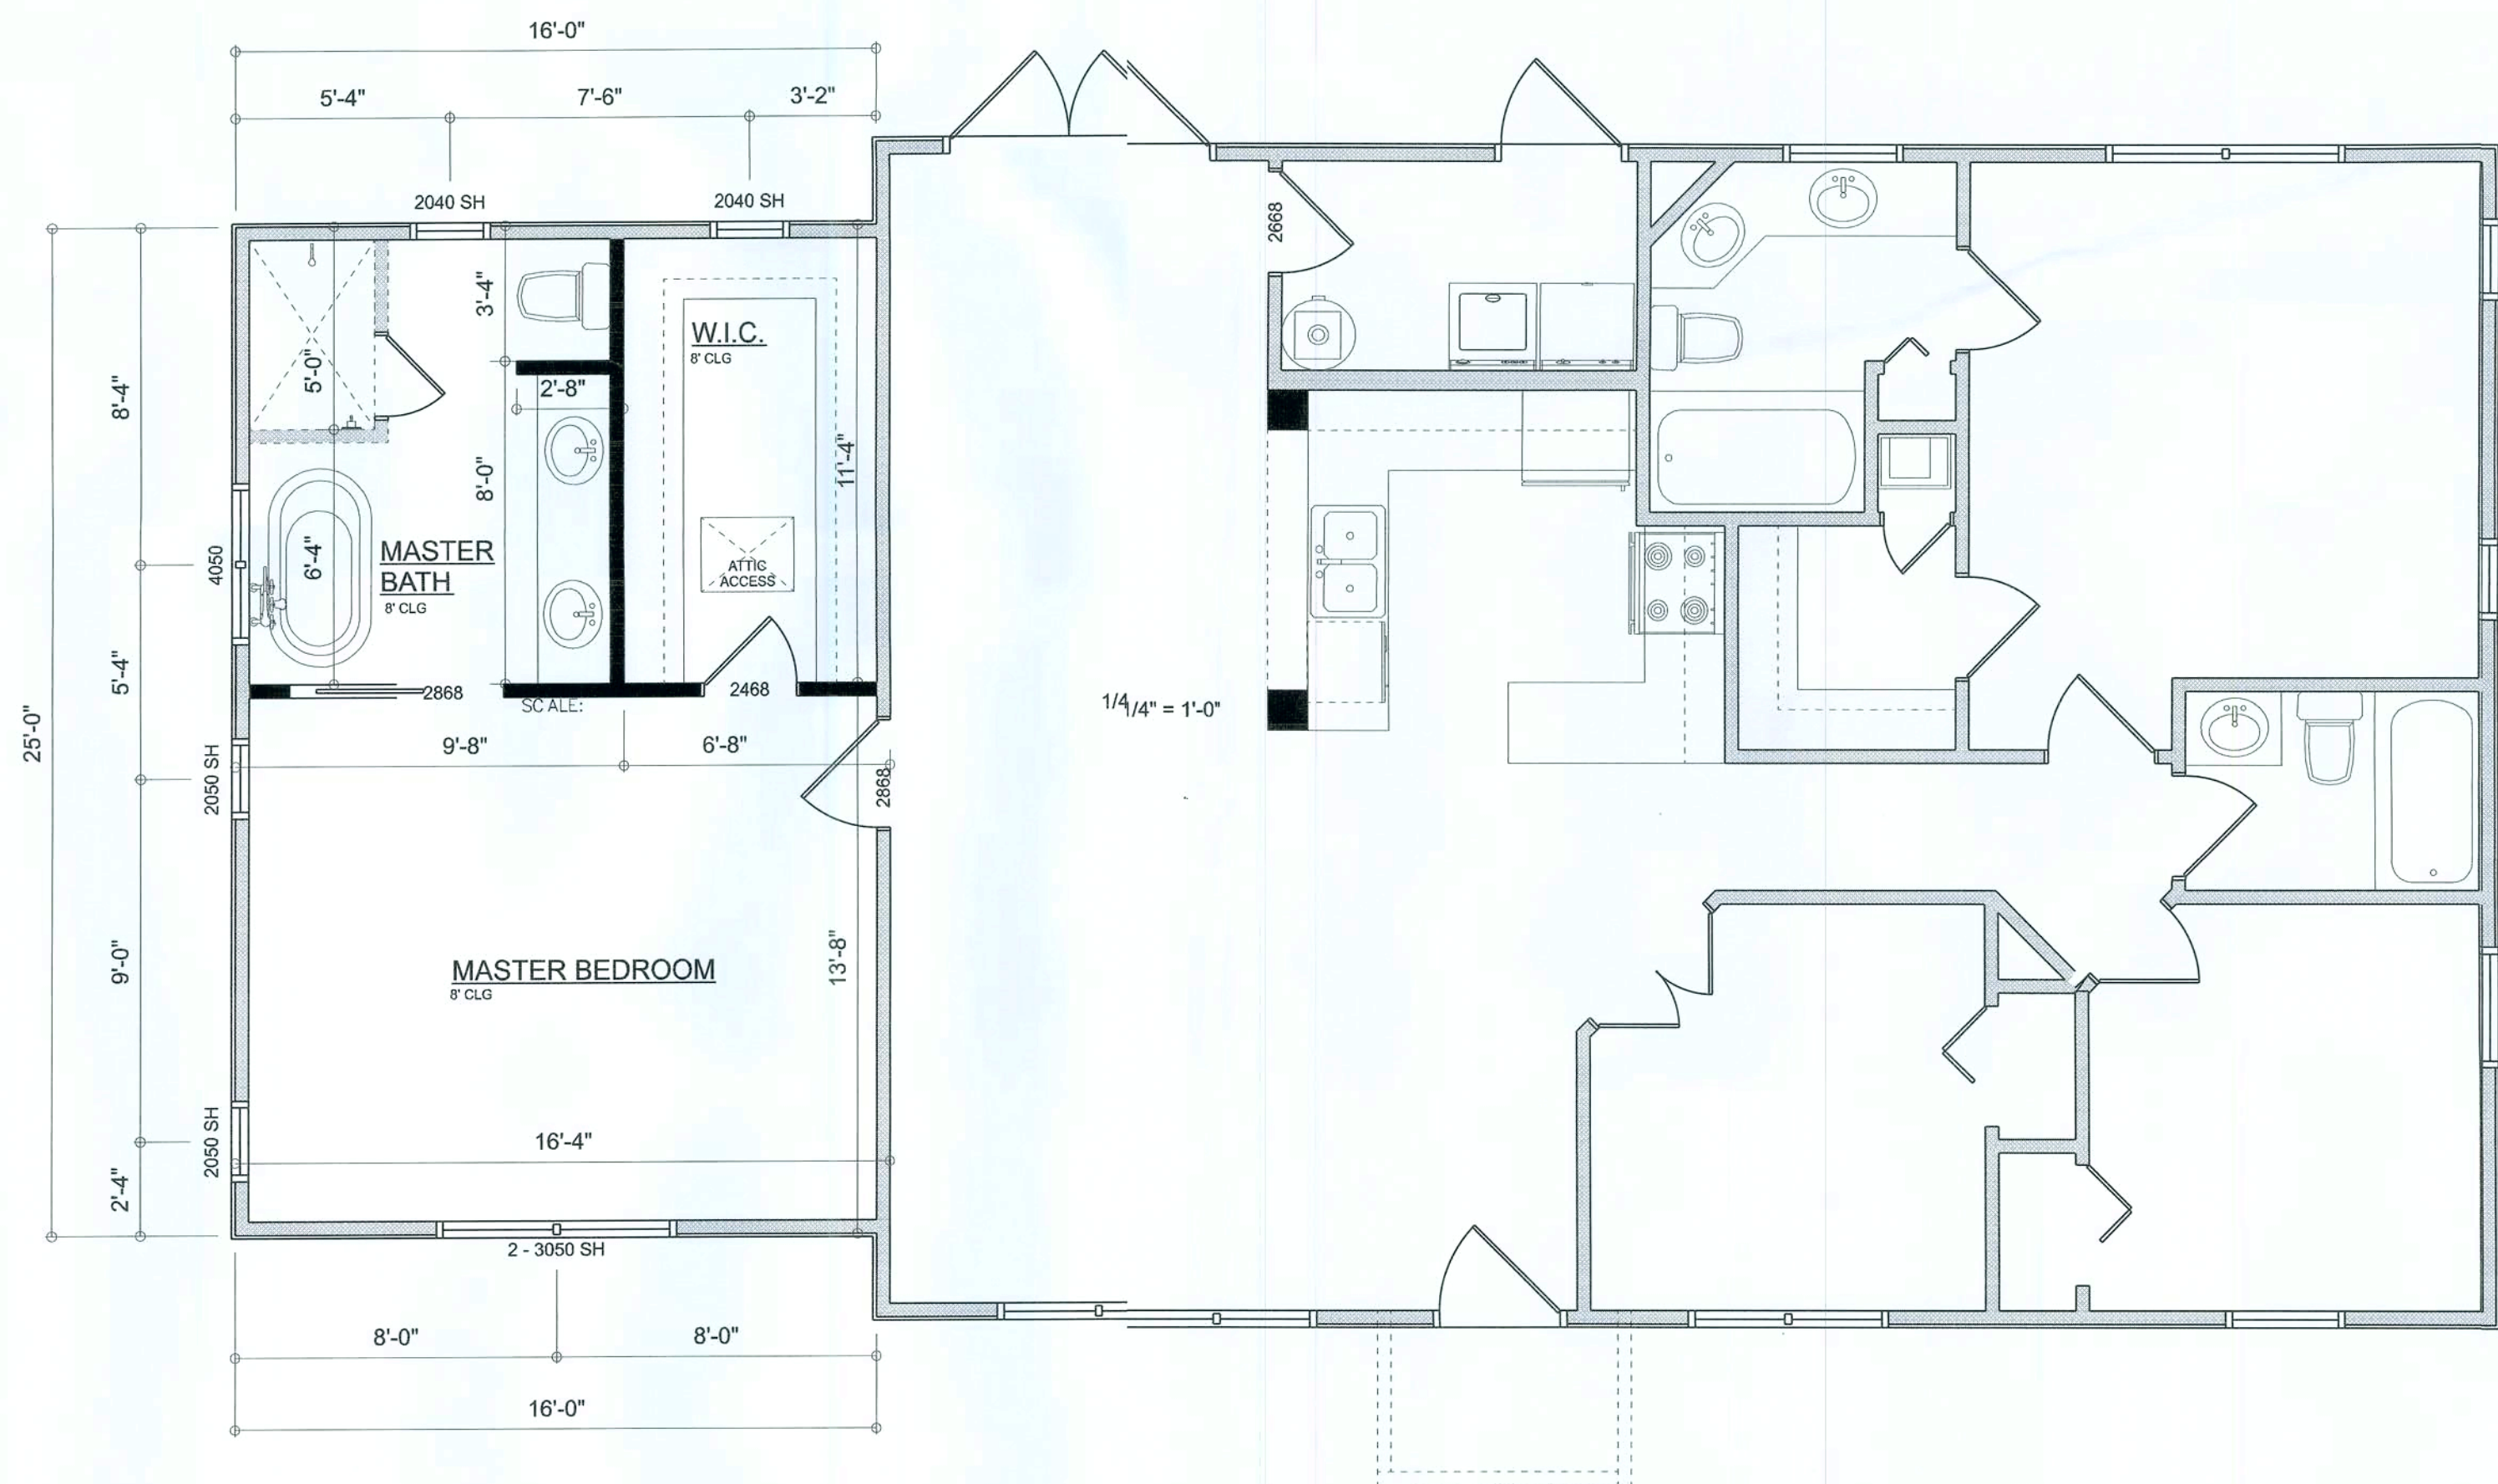 16'-0"
5'-4"
7'-6"
3'-2"
2040 SH
2040 SH
2668
3'-4"
W.I.C.
8' CLG
5'-0"
2'-8"
8'-4"
11'-4"
8'-0"
MASTER
BATH
8' CLG
6'-4"
4050
ATTIC
ACCESS
5'-4"
2868
2468
SCALE:
1/4
1/4" = 1'-0"
25'-0"
9'-8"
6'-8"
2050 SH
2868
9'-0"
MASTER BEDROOM
8' CLG
13'-8"
16'-4"
2050 SH
2'-4"
2 - 3050 SH
8'-0"
8'-0"
16'-0"